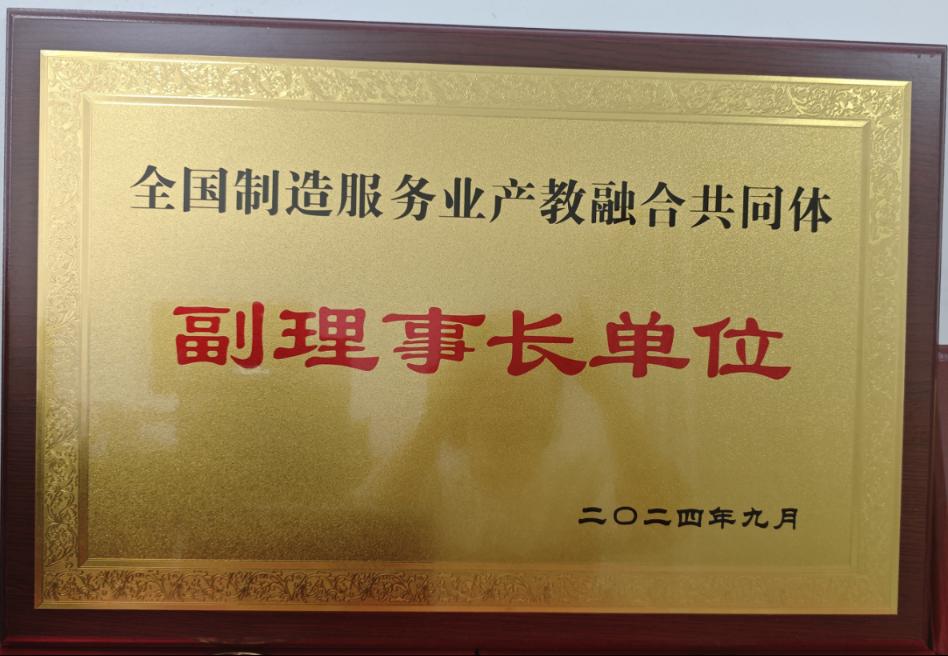 全国制造服务业产教融合共同体
副理事长单位
二〇二四年九月